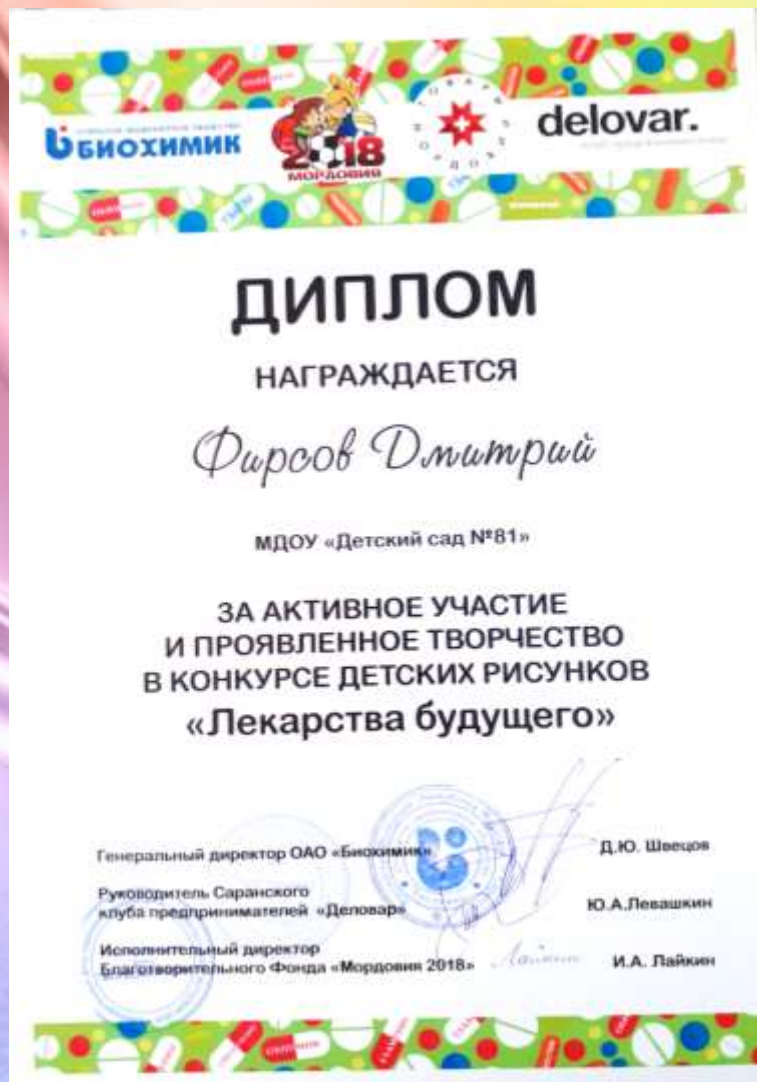 БИОХИМИК
2018
МОРДОВИЯ
delovar.
ДИПЛОМ
НАГРАЖДАЕТСЯ
Фирсов Дмитрий
МДОУ «Детский сад №81»
ЗА АКТИВНОЕ УЧАСТИЕ
И ПРОЯВЛЕННОЕ ТВОРЧЕСТВО
В КОНКУРСЕ ДЕТСКИХ РИСУНКОВ
«Лекарства будущего»
Генеральный директор ОАО «Биохимик» Д.Ю. Швецов
Руководитель Саранского
клуба предпринимателей «Деловар» Ю.А.Левашкин
Исполнительный директор
Благотворительного Фонда «Мордовия 2018» Лайкин И.А. Лайкин